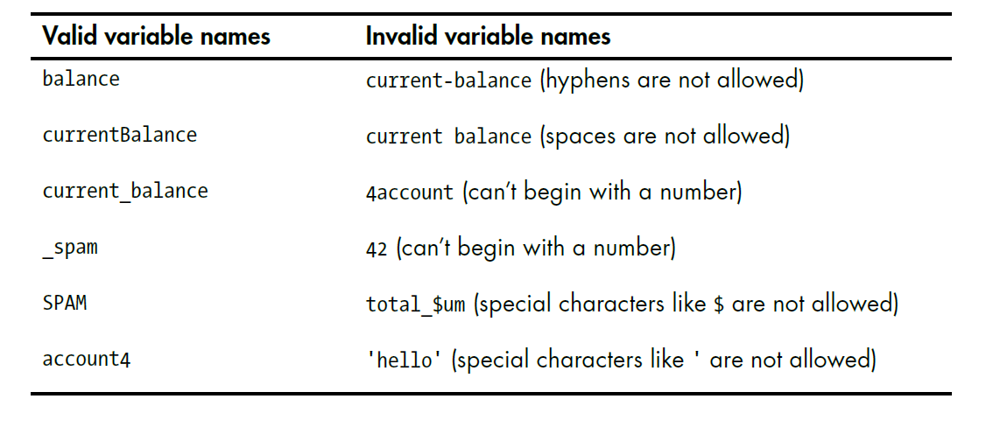 Valid variable names Invalid variable names
balance current-balance (hyphens are not allowed)
currentBalance current balance (spaces are not allowed)
current_balance 4account (can’t begin with a number)
_spam 42 (can’t begin with a number)
SPAM total_$um (special characters like $ are not allowed)
account4 'hello' (special characters like ' are not allowed)